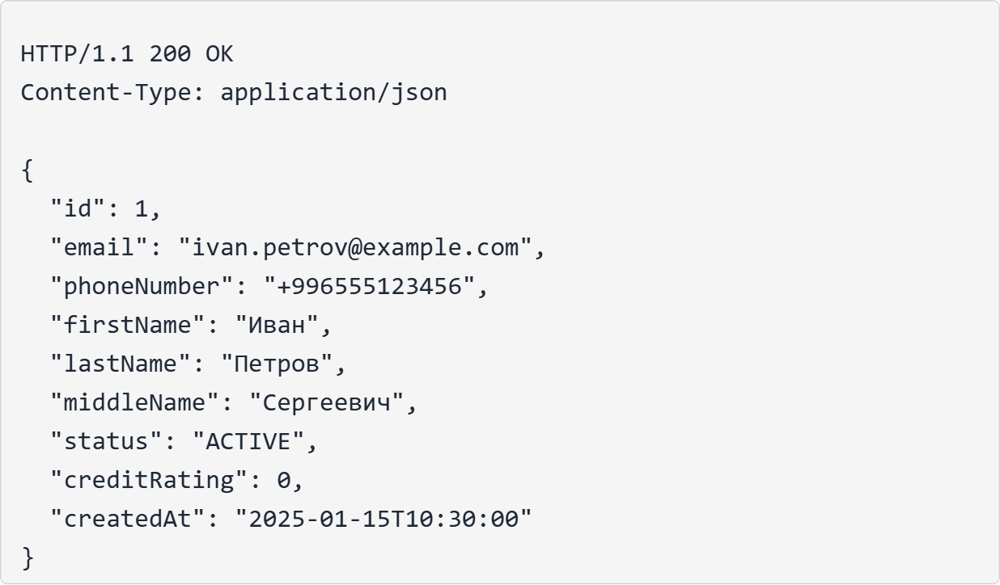 HTTP/1.1 200 OK
Content-Type: application/json

{
  "id": 1,
  "email": "ivan.petrov@example.com",
  "phoneNumber": "+996555123456",
  "firstName": "Иван",
  "lastName": "Петров",
  "middleName": "Сергеевич",
  "status": "ACTIVE",
  "creditRating": 0,
  "createdAt": "2025-01-15T10:30:00"
}